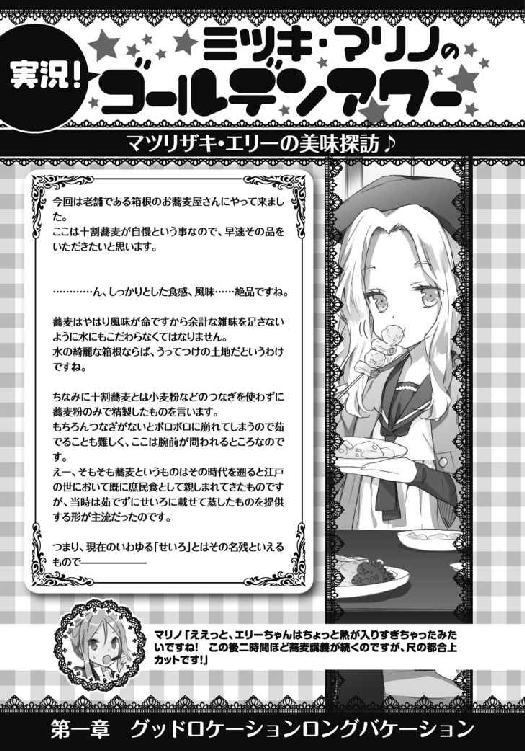 実況！
ミツキ・マリノの
ゴールデンアワー
マツリザキ・エリーの美味探訪♪
今回は老舗である箱根のお蕎麦屋さんにやって来まし
た。
ここは十割蕎麦が自慢という事なので、早速その品を
いただきたいと思います。
…………ん、しっかりとした食感、風味……絶品ですね。
蕎麦はやはり風味が命ですから余計な雑味を足さない
ように水にもこだわらなくてはなりません。
水の綺麗な箱根ならば、うってつけの土地だというわけ
ですね。
ちなみに十割蕎麦とは小麦粉などのつなぎを使わずに
蕎麦粉のみで精製したものを言います。
もちろんつなぎがないとボロボロに崩れてしまうので茹
でることも難しく、ここは腕前が問われるところなので
す。
えー、そもそも蕎麦というものはその時代を遡ると江戸
の世において既に庶民食として親しまれてきたものです
が、当時は茹でずにせいろに載せて蒸したものを提供
する形が主流だったのです。
つまり、現在のいわゆる「せいろ」とはその名残といえる
もので―――――
マリノ「ええっと、エリーちゃんはちょっと熱が入りすぎちゃったみた
いですね！　この後二時間ほど蕎麦講義が続くのですが、尺の都合上
カットです！」
第一章　グッドロケーションロングバケーション